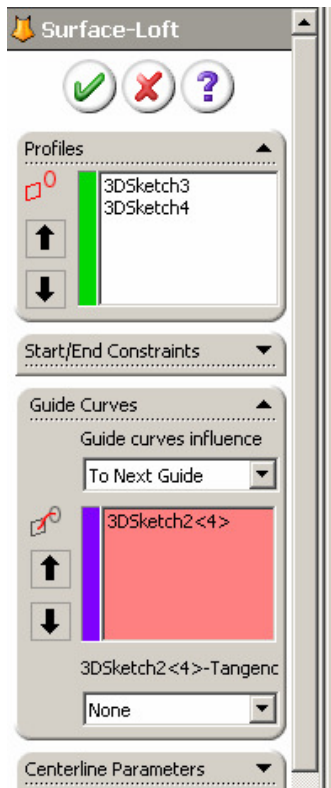 Surface-Loft
?
Profiles
3DSketch3
3DSketch4
Start/End Constraints
Guide Curves
Guide curves influence
To Next Guide
3DSketch2<4>
3DSketch2<4>-Tangenc
None
Centerline Parameters